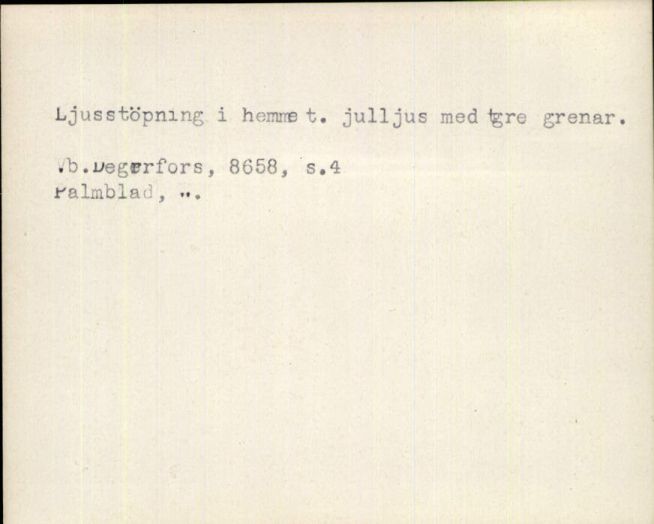 Ljusstöpning i hemmet. julljus med tre grenar.
Vb. Degerfors, 8658, s.4
Palmblad,